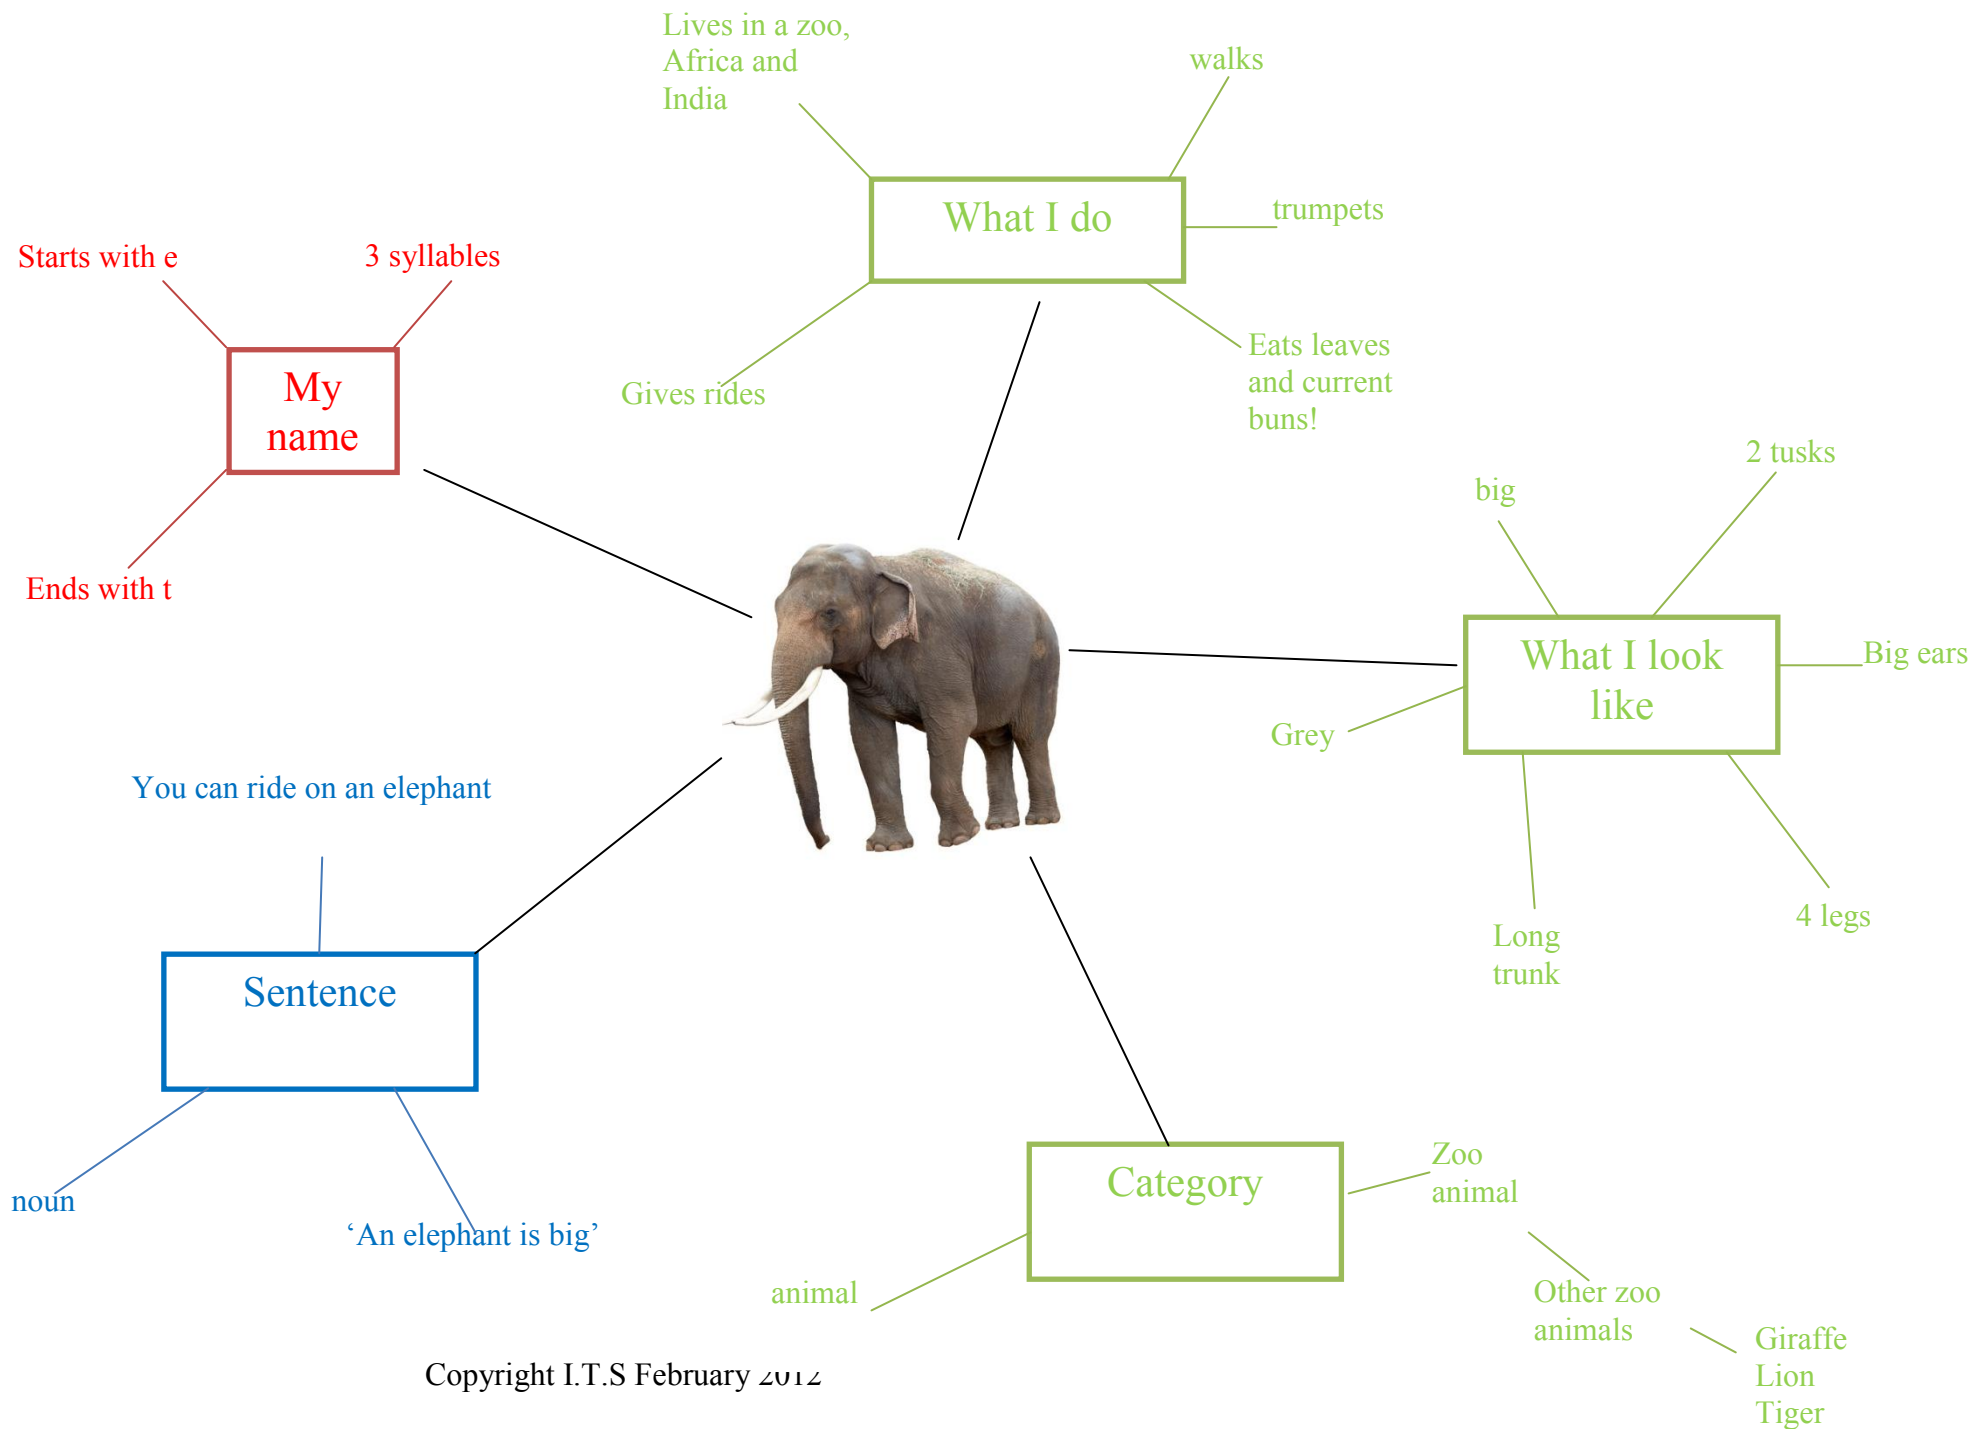 Lives in a zoo,
Africa and
India
walks
What I do
trumpets
Gives rides
Eats leaves
and current
buns!
Starts with e
3 syllables
My
name
Ends with t
big
2 tusks
What I look
like
Big ears
Grey
Long
trunk
4 legs
You can ride on an elephant
Sentence
noun
‘An elephant is big’
Category
Zoo
animal
animal
Other zoo
animals
Giraffe
Lion
Tiger
Copyright I.T.S February 2012